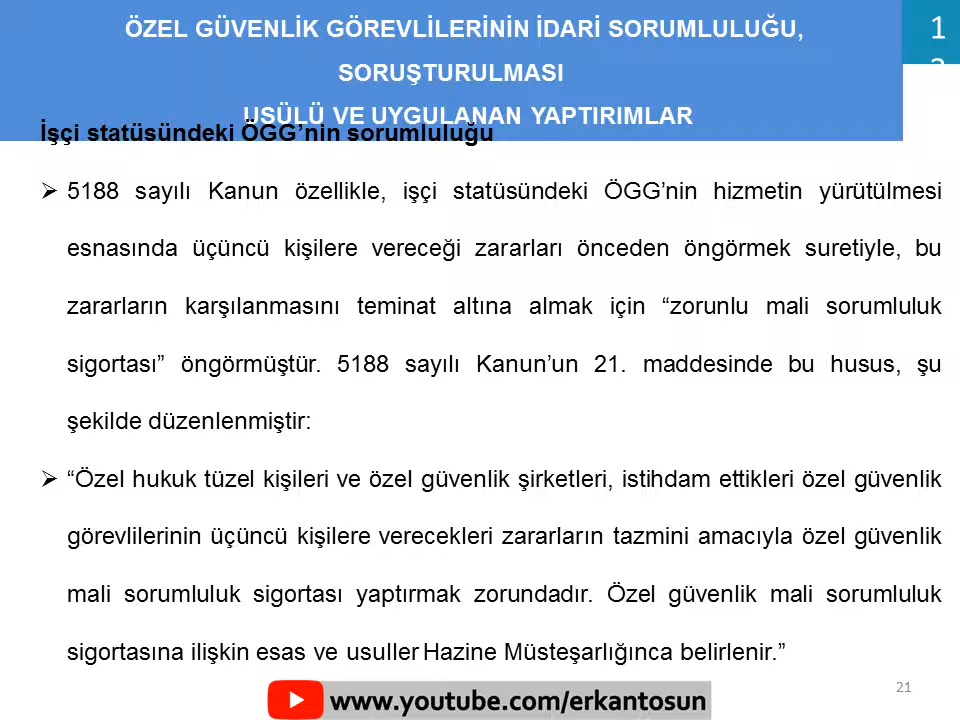 ÖZEL GÜVENLİK GÖREVLİLERİNİN İDARİ SORUMLULUĞU,
SORUŞTURULMASI
USÜLÜ VE UYGULANAN YAPTIRIMLAR
1
İşçi statüsündeki ÖGG’nin sorumluluğu
➢ 5188 sayılı Kanun özellikle, işçi statüsündeki ÖGG’nin hizmetin yürütülmesi
esnasında üçüncü kişilere vereceği zararları önceden öngörmek suretiyle, bu
zararların karşılanmasını teminat altına almak için “zorunlu mali sorumluluk
sigortası” öngörmüştür. 5188 sayılı Kanun’un 21. maddesinde bu husus, şu
şekilde düzenlenmiştir:
➢ “Özel hukuk tüzel kişileri ve özel güvenlik şirketleri, istihdam ettikleri özel güvenlik
görevlilerinin üçüncü kişilere verecekleri zararların tazmini amacıyla özel güvenlik
mali sorumluluk sigortası yaptırmak zorundadır. Özel güvenlik mali sorumluluk
sigortasına ilişkin esas ve usuller Hazine Müsteşarlığınca belirlenir.”
21
www.youtube.com/erkantosun